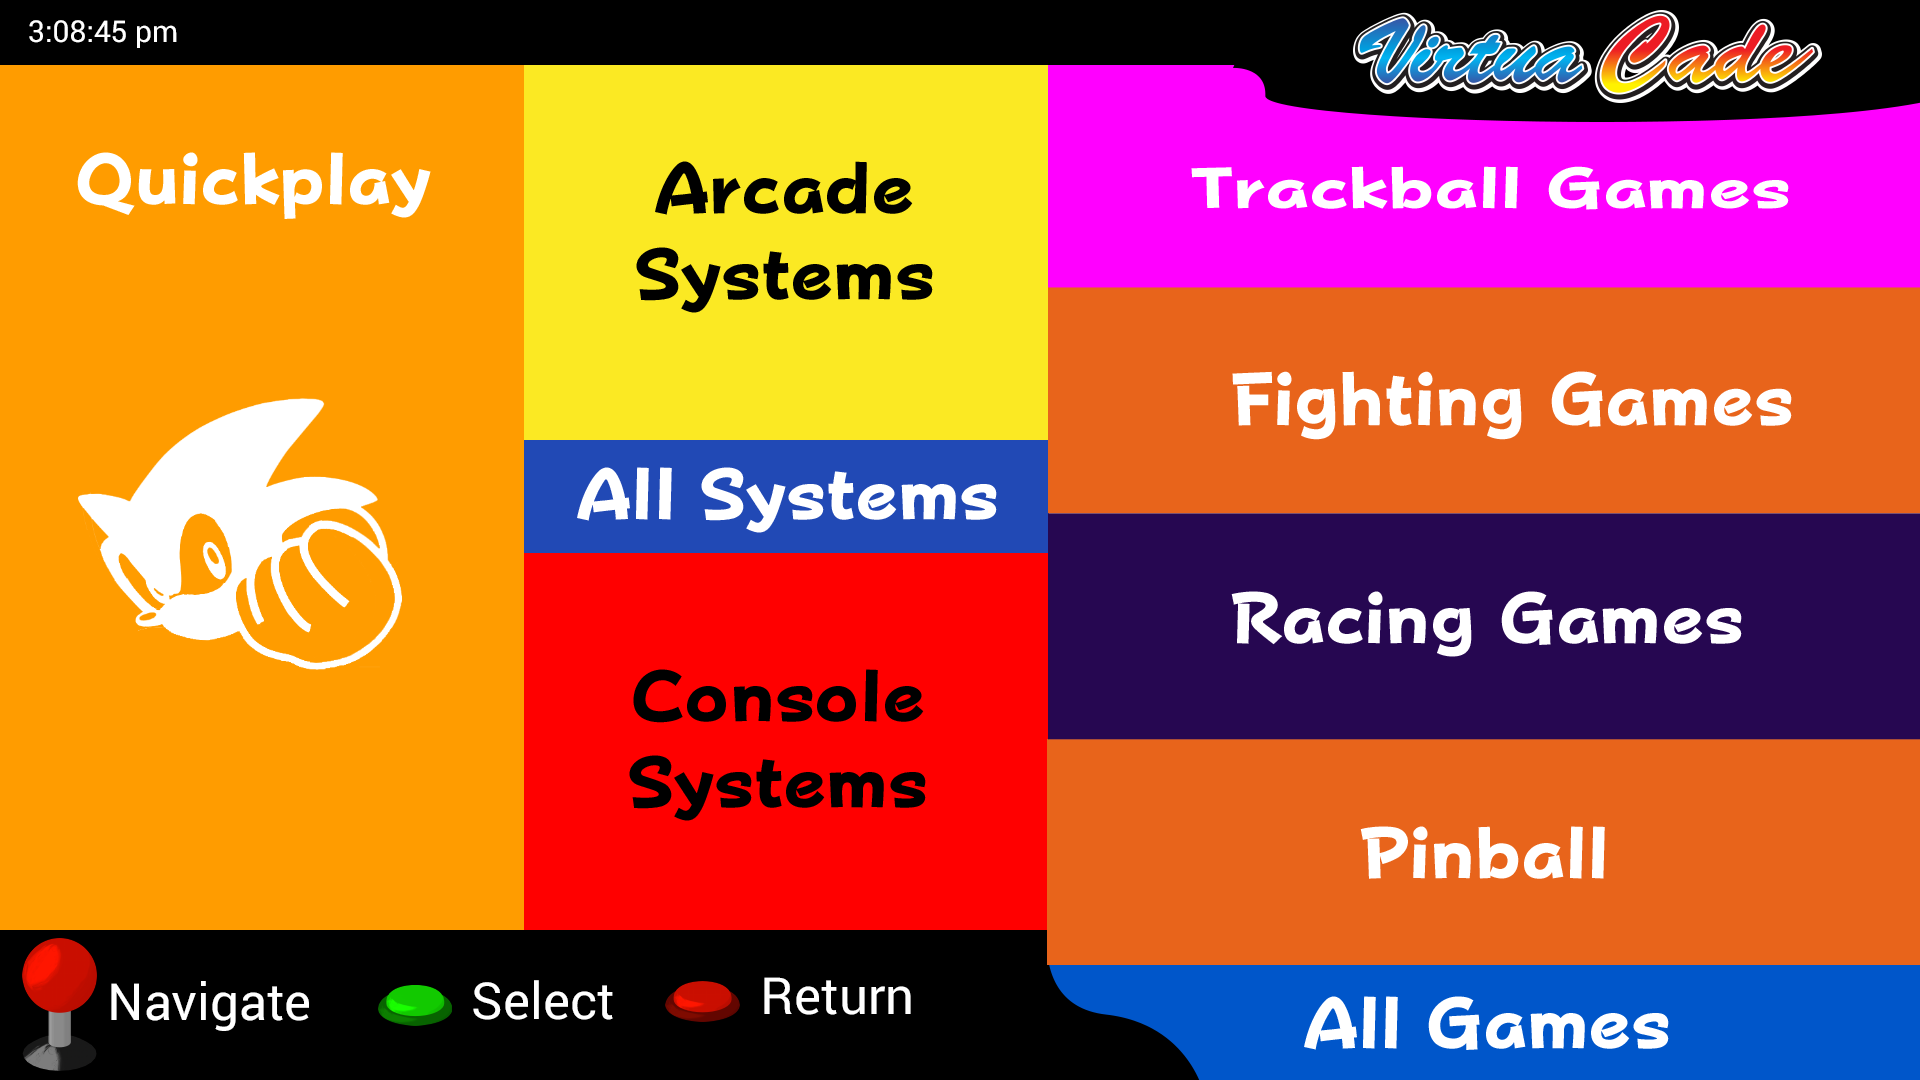 3:08:45 pm
Virtua Cade
Quickplay
Arcade
Systems
All Systems
Console
Systems
Trackball Games
Fighting Games
Racing Games
Pinball
All Games
Navigate
Select
Return